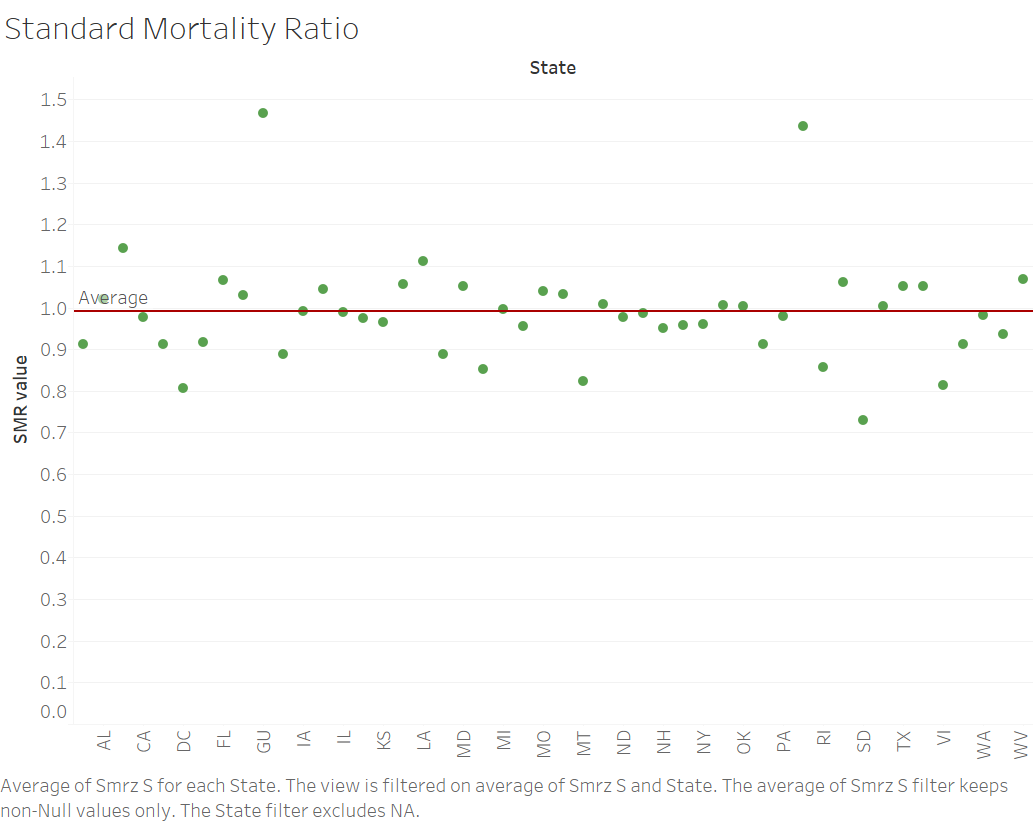 Standard Mortality Ratio
State
1.5
1.4
1.3
1.2
1.1
1.0
0.9
0.8
0.7
0.6
0.5
0.4
0.3
0.2
0.1
0.0
SMR value
Average
AL CA DC FL GU IA IL KS LA MD MI MO MT ND NH NY OK PA RI SD TX VI WA WV
Average of Smrz S for each State. The view is filtered on average of Smrz S and State. The average of Smrz S filter keeps
non-Null values only. The State filter excludes NA.